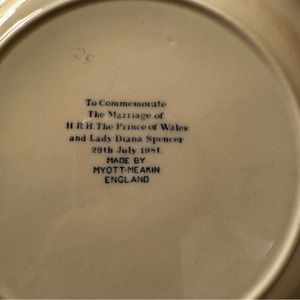 To Commemorate
The Marriage of
H.R.H. The Prince of Wales
and Lady Diana Spencer
29th July 1981.
MADE BY
MYOTT-MEAKIN
ENGLAND